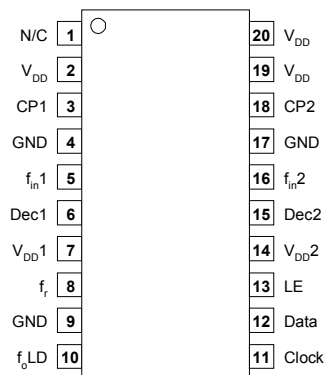 N/C 1 20 V_DD
V_DD 2 19 V_DD
CP1 3 18 CP2
GND 4 17 GND
f_in1 5 16 f_in2
Dec1 6 15 Dec2
V_DD1 7 14 V_DD2
f_r 8 13 LE
GND 9 12 Data
f_oLD 10 11 Clock